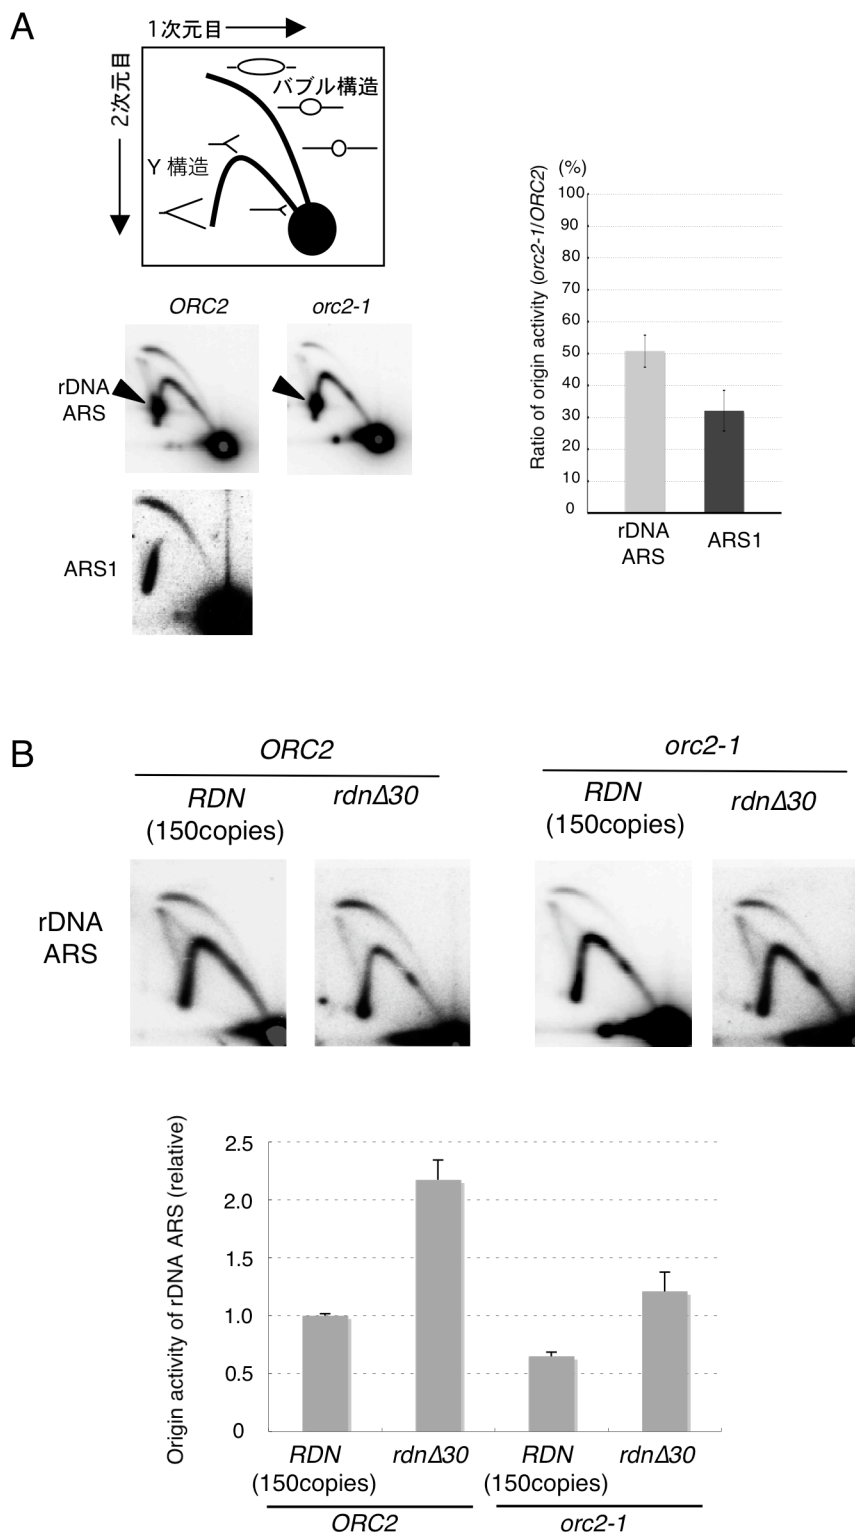 A
1次元目
2次元目
バブル構造
Y 構造
ORC2
orc2-1
rDNA
ARS
ARS1
(%)
Ratio of origin activity (orc2-1/ORC2)
100
90
80
70
60
50
40
30
20
10
0
rDNA
ARS
ARS1
B
ORC2
orc2-1
RDN
(150copies)
rdnΔ30
RDN
(150copies)
rdnΔ30
rDNA
ARS
Origin activity of rDNA ARS (relative)
2.5
2.0
1.5
1.0
0.5
0
RDN
(150copies)
rdnΔ30
RDN
(150copies)
rdnΔ30
ORC2
orc2-1